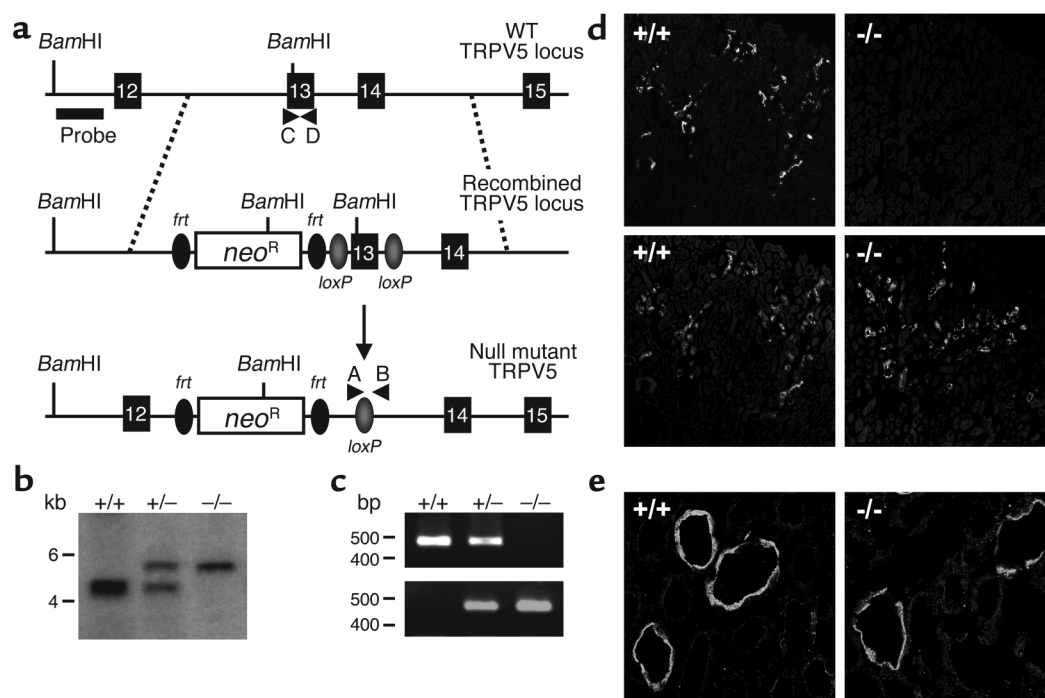 a
BamHI
BamHI
WT
TRPV5 locus
12
13
14
15
Probe
C D
Recombined
TRPV5 locus
BamHI
BamHI
BamHI
frt
frt
neoR
13
14
loxP
loxP
Null mutant
TRPV5
BamHI
BamHI
A B
frt
frt
12
neoR
14
15
loxP
b
kb +/+ +/– –/–
6
4
c
bp +/+ +/– –/–
500
400
500
400
d
+/+ -/-
+/+ -/-
e
+/+ -/-